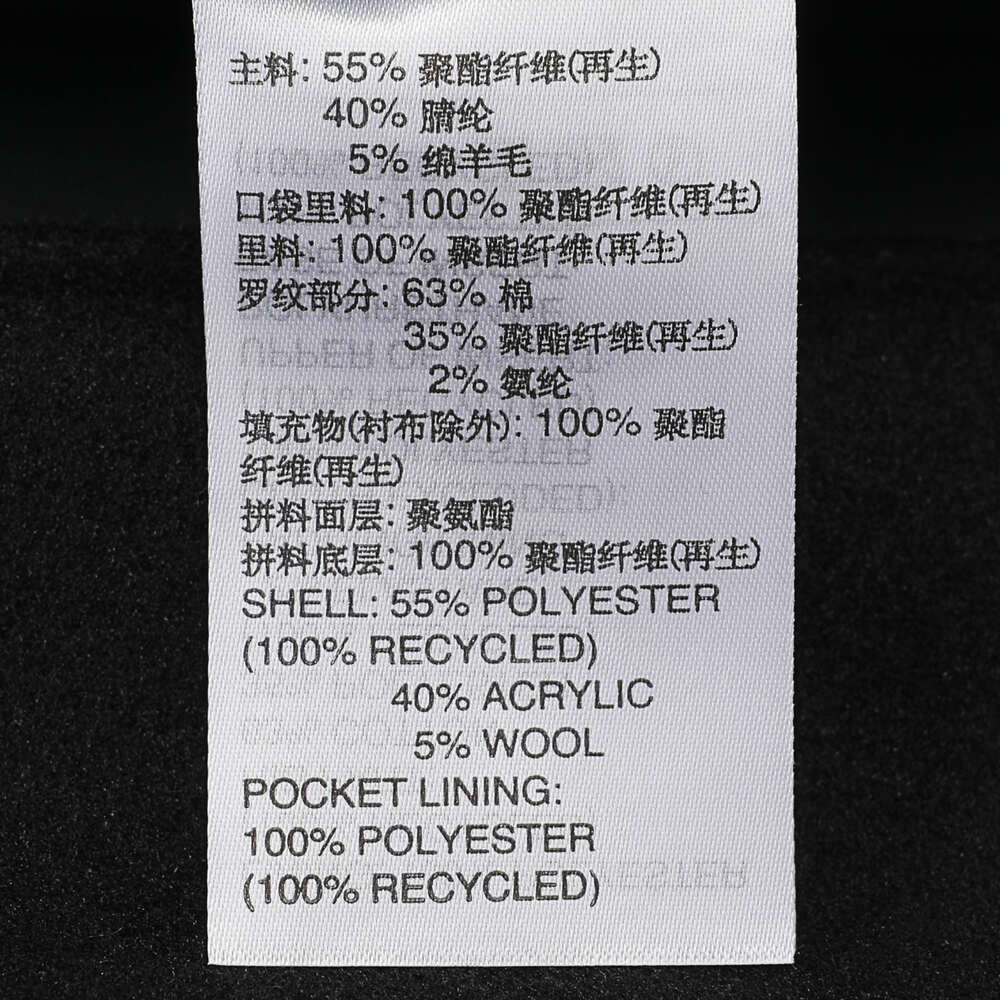 主料: 55% 聚酯纤维(再生)
40% 腈纶
5% 绵羊毛
口袋里料: 100% 聚酯纤维(再生)
里料: 100% 聚酯纤维(再生)
罗纹部分: 63% 棉
35% 聚酯纤维(再生)
2% 氨纶
填充物(衬布除外): 100% 聚酯
纤维(再生)
拼料面层: 聚氨酯
拼料底层: 100% 聚酯纤维(再生)
SHELL: 55% POLYESTER
(100% RECYCLED)
40% ACRYLIC
5% WOOL
POCKET LINING:
100% POLYESTER
(100% RECYCLED)